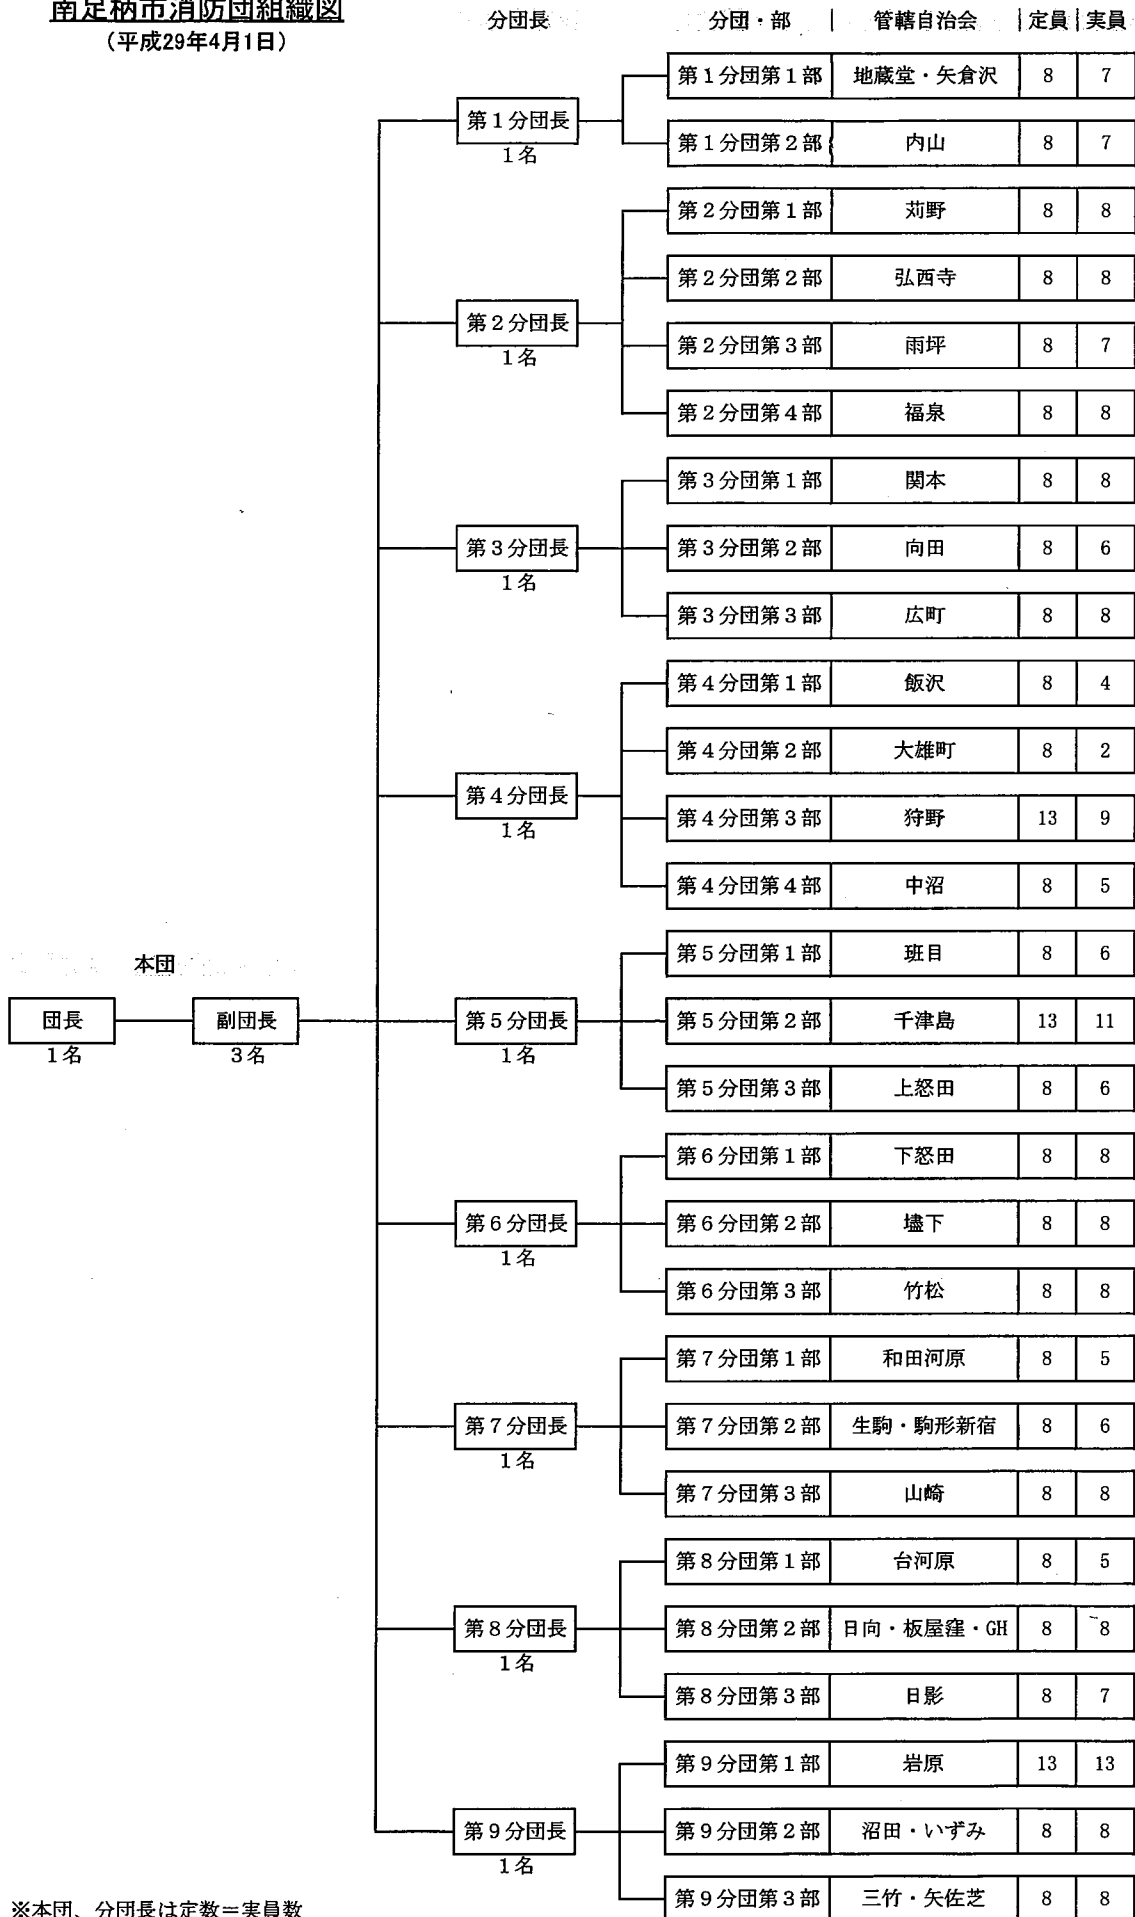 南足柄市消防団組織図
(平成29年4月1日)
分団長 分団・部 管轄自治会 定員 実員
第1分団第1部 地蔵堂・矢倉沢 8 7
第1分団長
1名
第1分団第2部 内山 8 7
第2分団第1部 苅野 8 8
第2分団第2部 弘西寺 8 8
第2分団長
1名
第2分団第3部 雨坪 8 7
第2分団第4部 福泉 8 8
第3分団第1部 関本 8 8
第3分団長
1名
第3分団第2部 向田 8 6
第3分団第3部 広町 8 8
第4分団第1部 飯沢 8 4
第4分団第2部 大雄町 8 2
第4分団長
1名
第4分団第3部 狩野 13 9
第4分団第4部 中沼 8 5
本団
団長
1名
副団長
3名
第5分団第1部 班目 8 6
第5分団長
1名
第5分団第2部 千津島 13 11
第5分団第3部 上怒田 8 6
第6分団第1部 下怒田 8 8
第6分団長
1名
第6分団第2部 壗下 8 8
第6分団第3部 竹松 8 8
第7分団第1部 和田河原 8 5
第7分団長
1名
第7分団第2部 生駒・駒形新宿 8 6
第7分団第3部 山崎 8 8
第8分団第1部 台河原 8 5
第8分団長
1名
第8分団第2部 日向・板屋窪・GH 8 8
第8分団第3部 日影 8 7
第9分団第1部 岩原 13 13
第9分団長
1名
第9分団第2部 沼田・いずみ 8 8
第9分団第3部 三竹・矢佐芝 8 8
※本団、分団長は定数=実員数